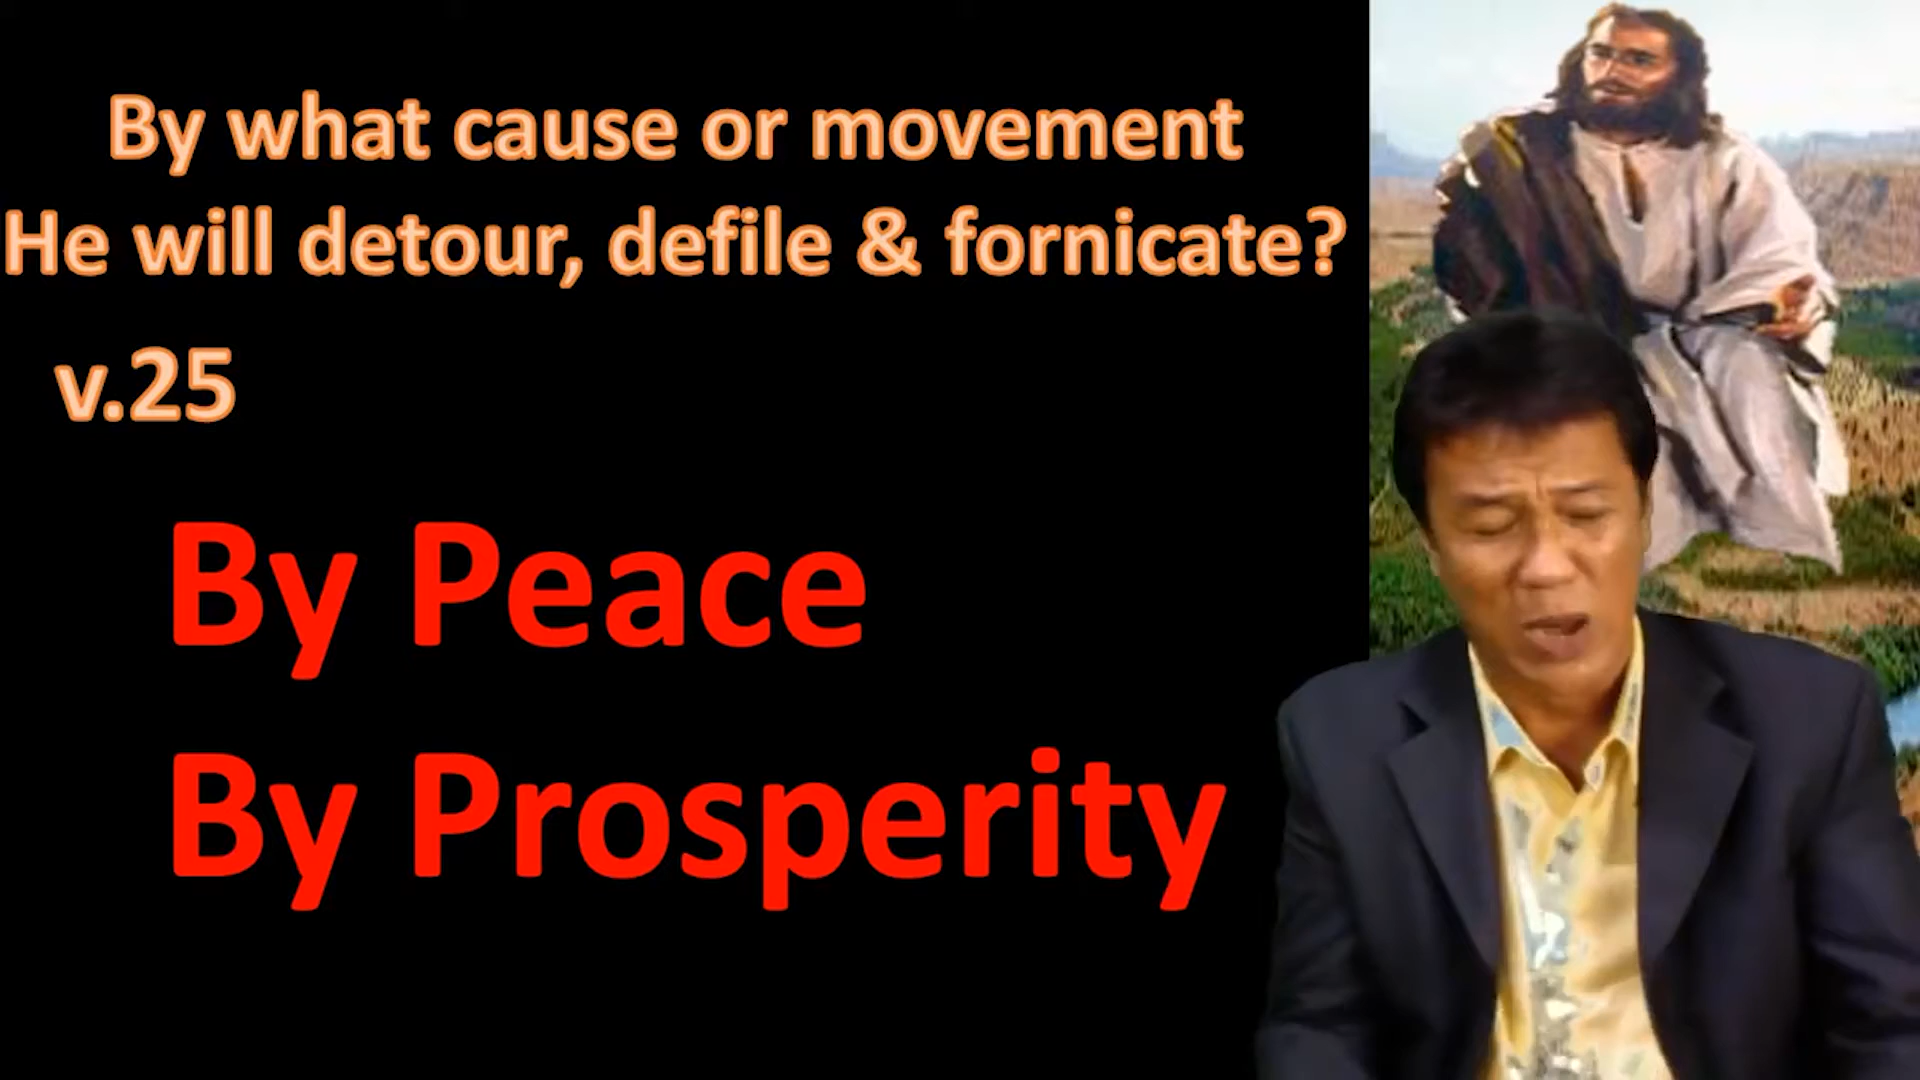 By what cause or movement
He will detour, defile & fornicate?
v.25
By Peace
By Prosperity